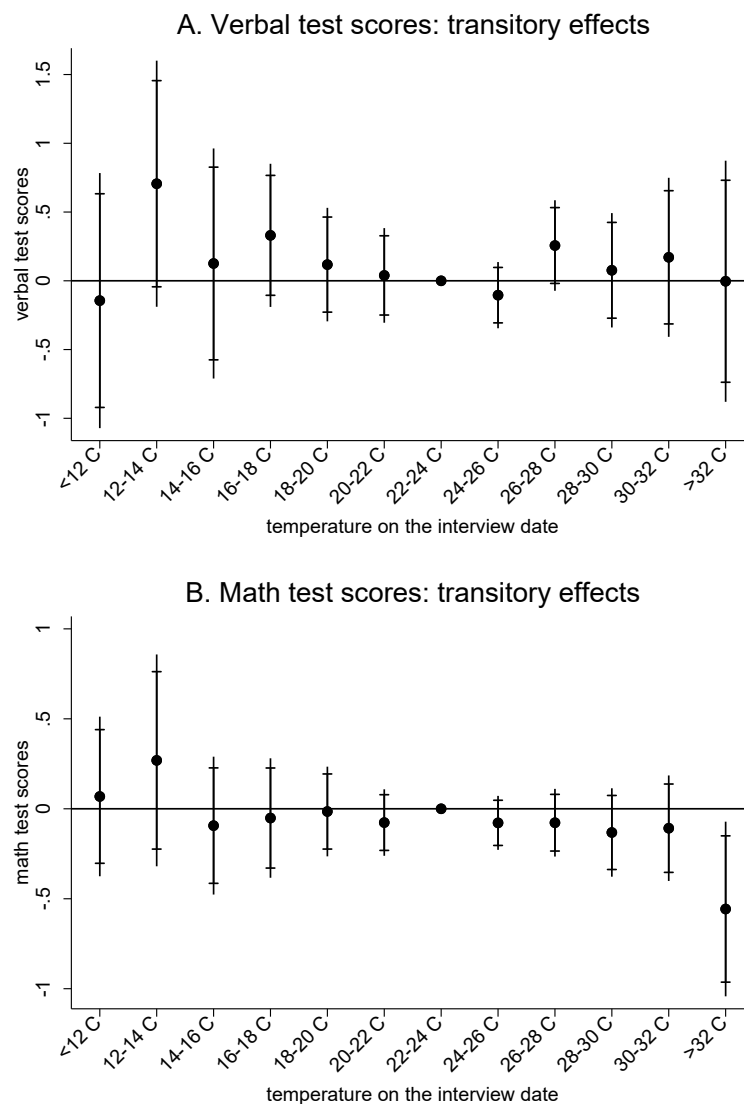 A. Verbal test scores: transitory effects
verbal test scores
1.5
1
.5
0
-.5
-1
<12 C
12-14 C
14-16 C
16-18 C
18-20 C
20-22 C
22-24 C
24-26 C
26-28 C
28-30 C
30-32 C
>32 C
temperature on the interview date
B. Math test scores: transitory effects
math test scores
1
.5
0
-.5
-1
<12 C
12-14 C
14-16 C
16-18 C
18-20 C
20-22 C
22-24 C
24-26 C
26-28 C
28-30 C
30-32 C
>32 C
temperature on the interview date